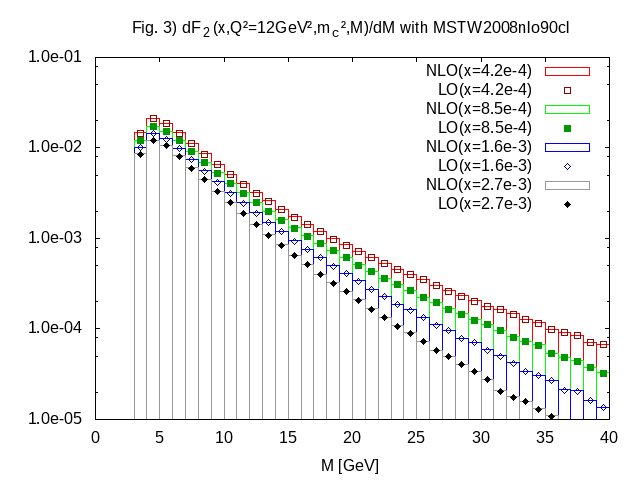 Fig. 3) dF₂(x,Q²=12GeV²,m_c²,M)/dM with MSTW2008nlo90cl
1.0e-01
1.0e-02
1.0e-03
1.0e-04
1.0e-05
NLO(x=4.2e-4)
LO(x=4.2e-4)
NLO(x=8.5e-4)
LO(x=8.5e-4)
NLO(x=1.6e-3)
LO(x=1.6e-3)
NLO(x=2.7e-3)
LO(x=2.7e-3)
0 5 10 15 20 25 30 35 40
M [GeV]